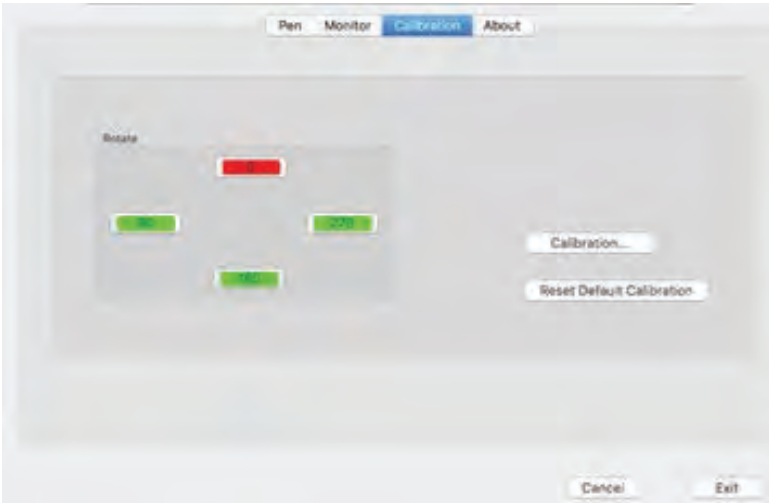 Pen Monitor Calibration About
Rotate
0
90 270
180
Calibration...
Reset Default Calibration
Cancel Exit